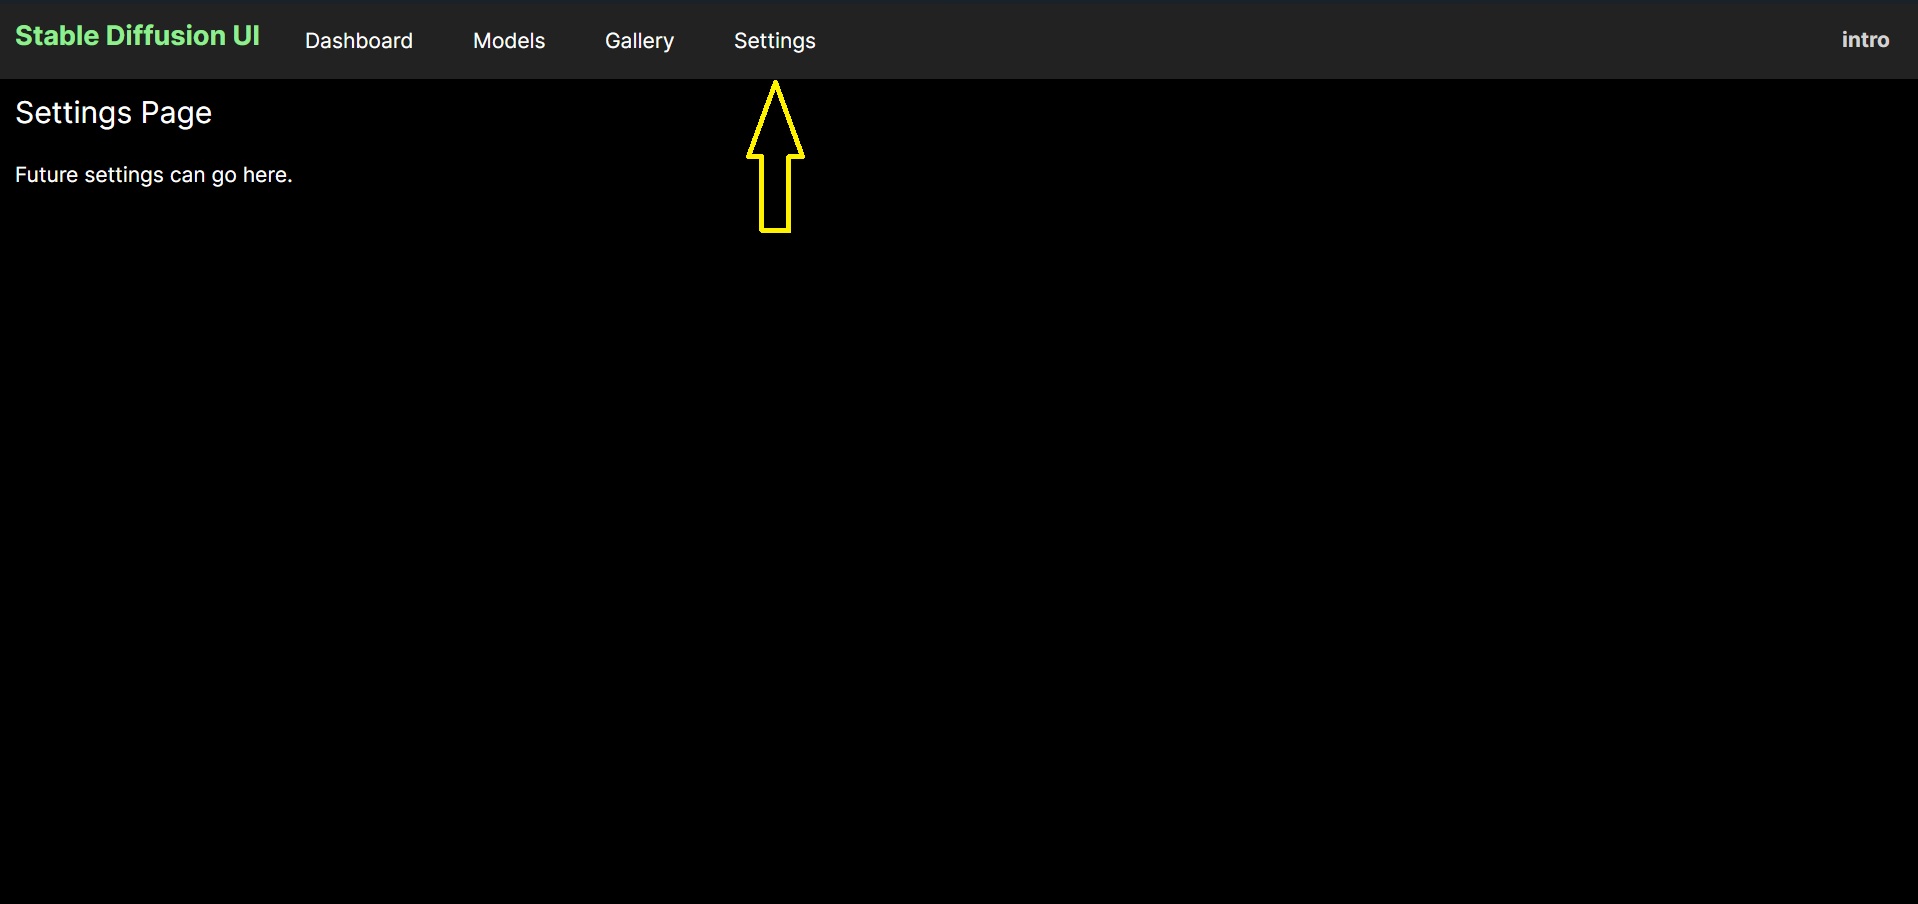 Stable Diffusion UI Dashboard Models Gallery Settings intro
Settings Page
Future settings can go here.